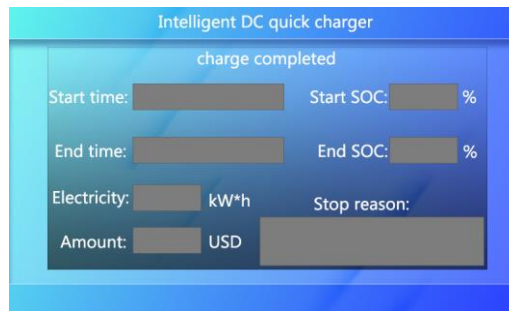 Intelligent DC quick charger
charge completed
Start time: Start SOC: %
End time: End SOC: %
Electricity: kW*h Stop reason:
Amount: USD